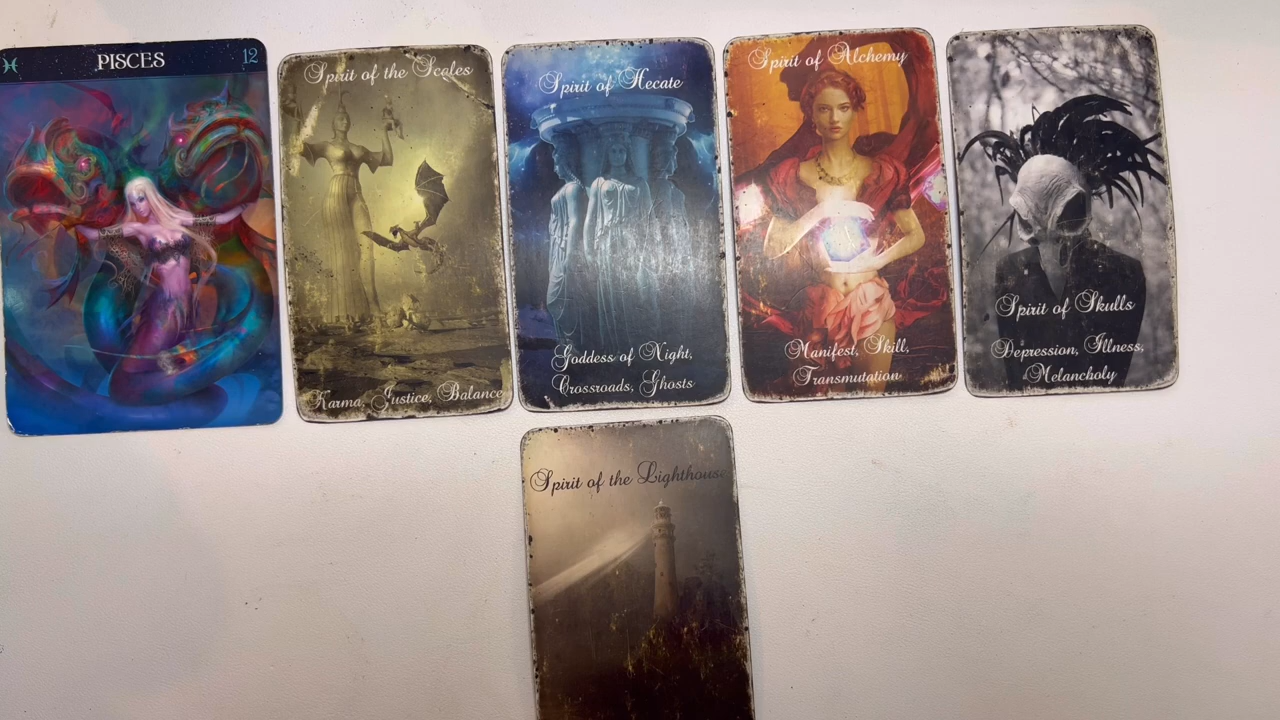 PISCES 12
Spirit of the Scales
Karma, Justice, Balance
Spirit of Hecate
Goddess of Night,
Crossroads, Ghosts
Spirit of Alchemy
Manifest, Skill,
Transmutation
Spirit of Skulls
Depression, Illness,
Melancholy
Spirit of the Lighthouse